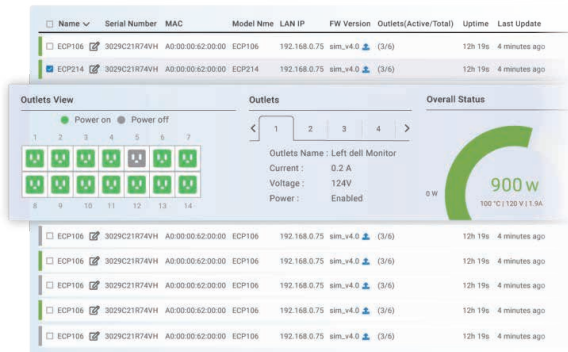 Name Serial Number MAC Model Nme LAN IP FW Version Outlets(Active/Total) Uptime Last Update
ECP106 3029C21R74VH A0:00:00:62:00:00 ECP106 192.168.0.75 sim_v4.0 (3/6) 12h 19s 4 minutes ago
ECP214 3029C21R74VH A0:00:00:62:00:00 ECP214 192.168.0.75 sim_v4.0 (3/6) 12h 19s 4 minutes ago
Outlets View
Power on Power off
1 2 3 4 5 6 7
8 9 10 11 12 13 14
Outlets
1 2 3 4
Outlets Name : Left dell Monitor
Current : 0.2 A
Voltage : 124V
Power : Enabled
Overall Status
0 W
900 W
100 °C | 120 V | 1.9A
ECP106 3029C21R74VH A0:00:00:62:00:00 ECP106 192.168.0.75 sim_v4.0 (3/6) 12h 19s 4 minutes ago
ECP106 3029C21R74VH A0:00:00:62:00:00 ECP106 192.168.0.75 sim_v4.0 (3/6) 12h 19s 4 minutes ago
ECP106 3029C21R74VH A0:00:00:62:00:00 ECP106 192.168.0.75 sim_v4.0 (3/6) 12h 19s 4 minutes ago
ECP106 3029C21R74VH A0:00:00:62:00:00 ECP106 192.168.0.75 sim_v4.0 (3/6) 12h 19s 4 minutes ago
ECP106 3029C21R74VH A0:00:00:62:00:00 ECP106 192.168.0.75 sim_v4.0 (3/6) 12h 19s 4 minutes ago